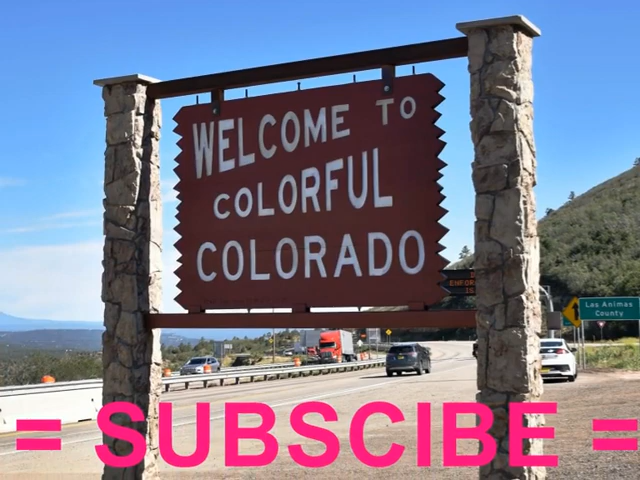 WELCOME TO
COLORFUL
COLORADO
Las Animas
County
= SUBSCIBE =